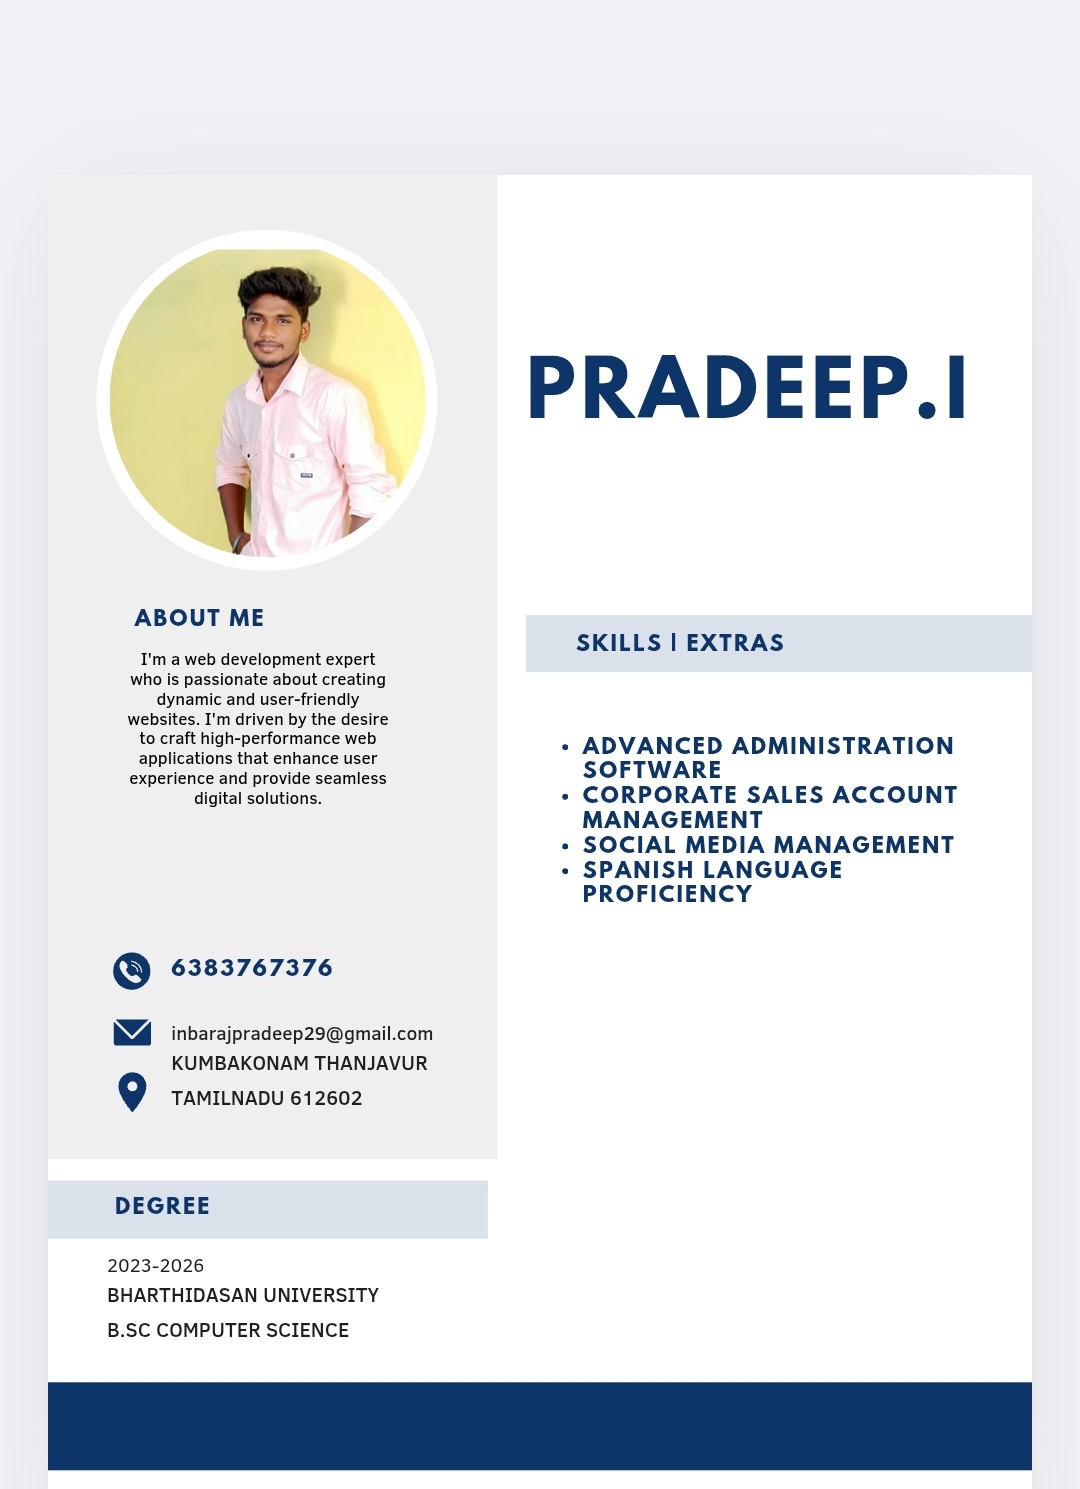 PRADEEP.I
ABOUT ME
I'm a web development expert
who is passionate about creating
dynamic and user-friendly
websites. I'm driven by the desire
to craft high-performance web
applications that enhance user
experience and provide seamless
digital solutions.
6383767376
inbarajpradeep29@gmail.com
KUMBAKONAM THANJAVUR
TAMILNADU 612602
DEGREE
2023-2026
BHARTHIDASAN UNIVERSITY
B.SC COMPUTER SCIENCE
SKILLS | EXTRAS
• ADVANCED ADMINISTRATION
SOFTWARE
• CORPORATE SALES ACCOUNT
MANAGEMENT
• SOCIAL MEDIA MANAGEMENT
• SPANISH LANGUAGE
PROFICIENCY